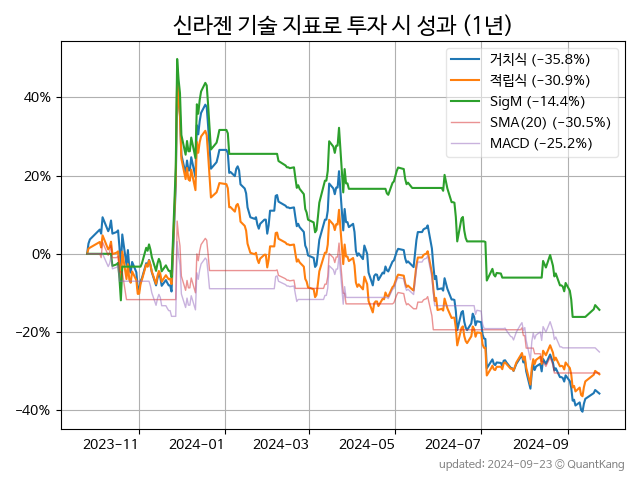 신라젠 기술 지표로 투자 시 성과 (1년)
거치식 (−35.8%)
적립식 (−30.9%)
SigM (−14.4%)
SMA(20) (−30.5%)
MACD (−25.2%)
40%
20%
0%
−20%
−40%
2023−11 2024−01 2024−03 2024−05 2024−07 2024−09
updated: 2024−09−23 ⓒ QuantKang